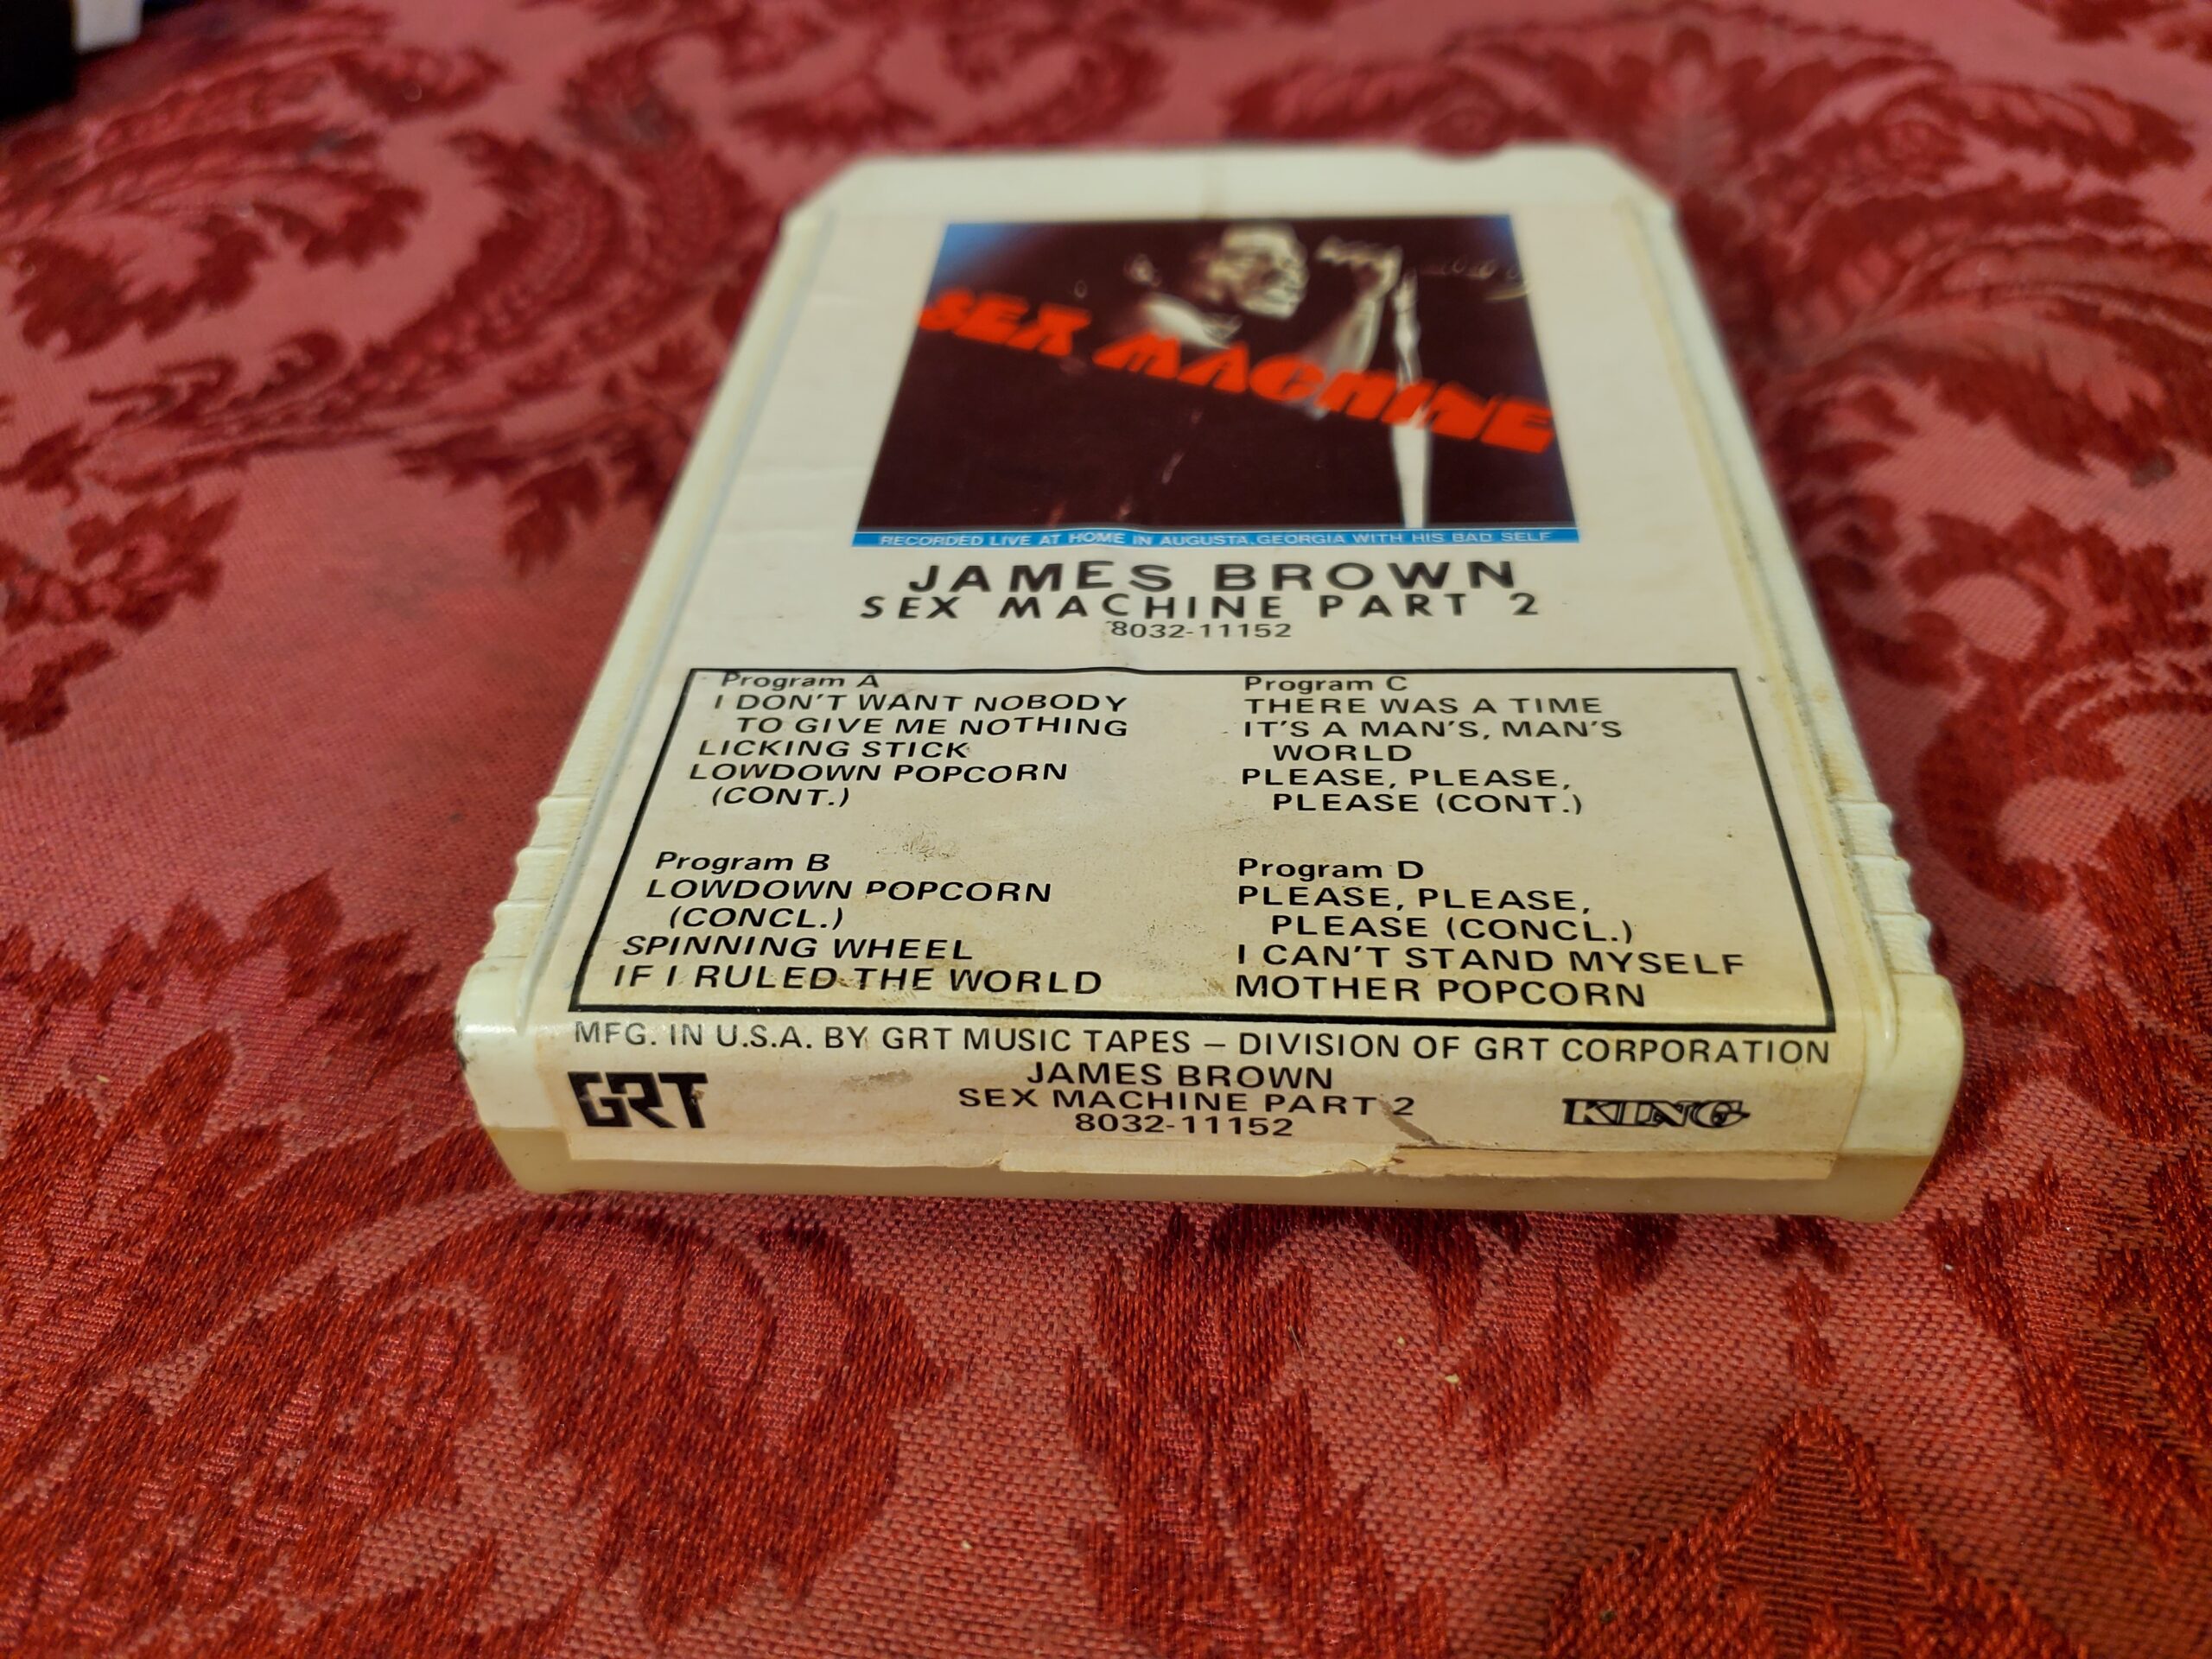 SEX MACHINE
RECORDED LIVE AT HOME IN AUGUSTA, GEORGIA WITH HIS BAD SELF
JAMES BROWN
SEX MACHINE PART 2
8032-11152
Program A
I DON'T WANT NOBODY
TO GIVE ME NOTHING
LICKING STICK
LOWDOWN POPCORN
(CONT.)
Program B
LOWDOWN POPCORN
(CONCL.)
SPINNING WHEEL
IF I RULED THE WORLD
Program C
THERE WAS A TIME
IT'S A MAN'S, MAN'S
WORLD
PLEASE, PLEASE,
PLEASE (CONT.)
Program D
PLEASE, PLEASE,
PLEASE (CONCL.)
I CAN'T STAND MYSELF
MOTHER POPCORN
MFG. IN U.S.A. BY GRT MUSIC TAPES – DIVISION OF GRT CORPORATION
GRT
JAMES BROWN
SEX MACHINE PART 2
8032-11152
KING